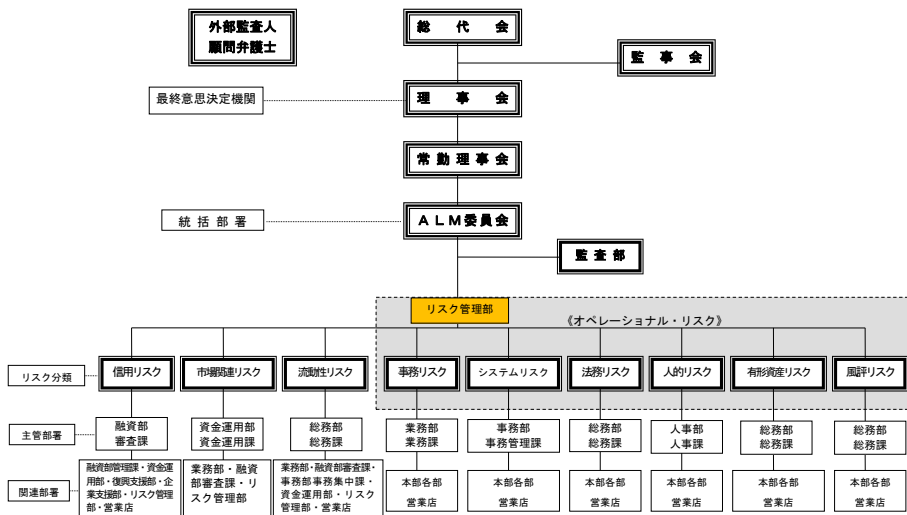 外部監査人
顧問弁護士
総代会
監事会
最終意思決定機関
理事会
常勤理事会
統括部署
ALM委員会
監査部
リスク管理部
《オペレーショナル・リスク》
リスク分類
信用リスク
市場関連リスク
流動性リスク
事務リスク
システムリスク
法務リスク
人的リスク
有形資産リスク
風評リスク
主管部署
融資部
審査課
資金運用部
資金運用課
総務部
総務課
業務部
業務課
事務部
事務管理課
総務部
総務課
人事部
人事課
総務部
総務課
総務部
総務課
関連部署
融資部管理課・資金運
用部・復興支援部・企
業支援部・リスク管理
部・営業店
業務部・融資
部審査課・リ
スク管理部
業務部・融資部審査課・
事務部事務集中課・
資金運用部・リスク
管理部・営業店
本部各部
営業店
本部各部
営業店
本部各部
営業店
本部各部
営業店
本部各部
営業店
本部各部
営業店